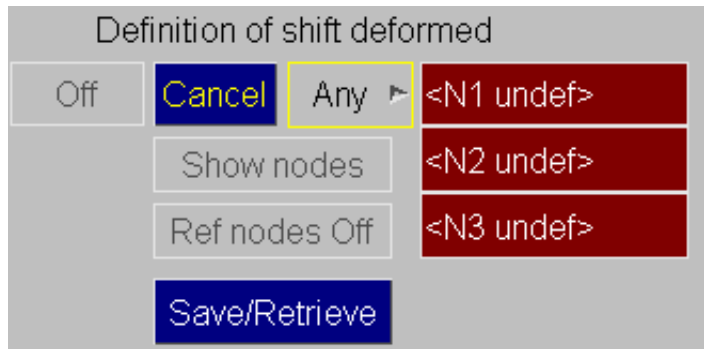 Definition of shift deformed
Off Cancel Any <N1 undef>
Show nodes <N2 undef>
Ref nodes Off <N3 undef>
Save/Retrieve